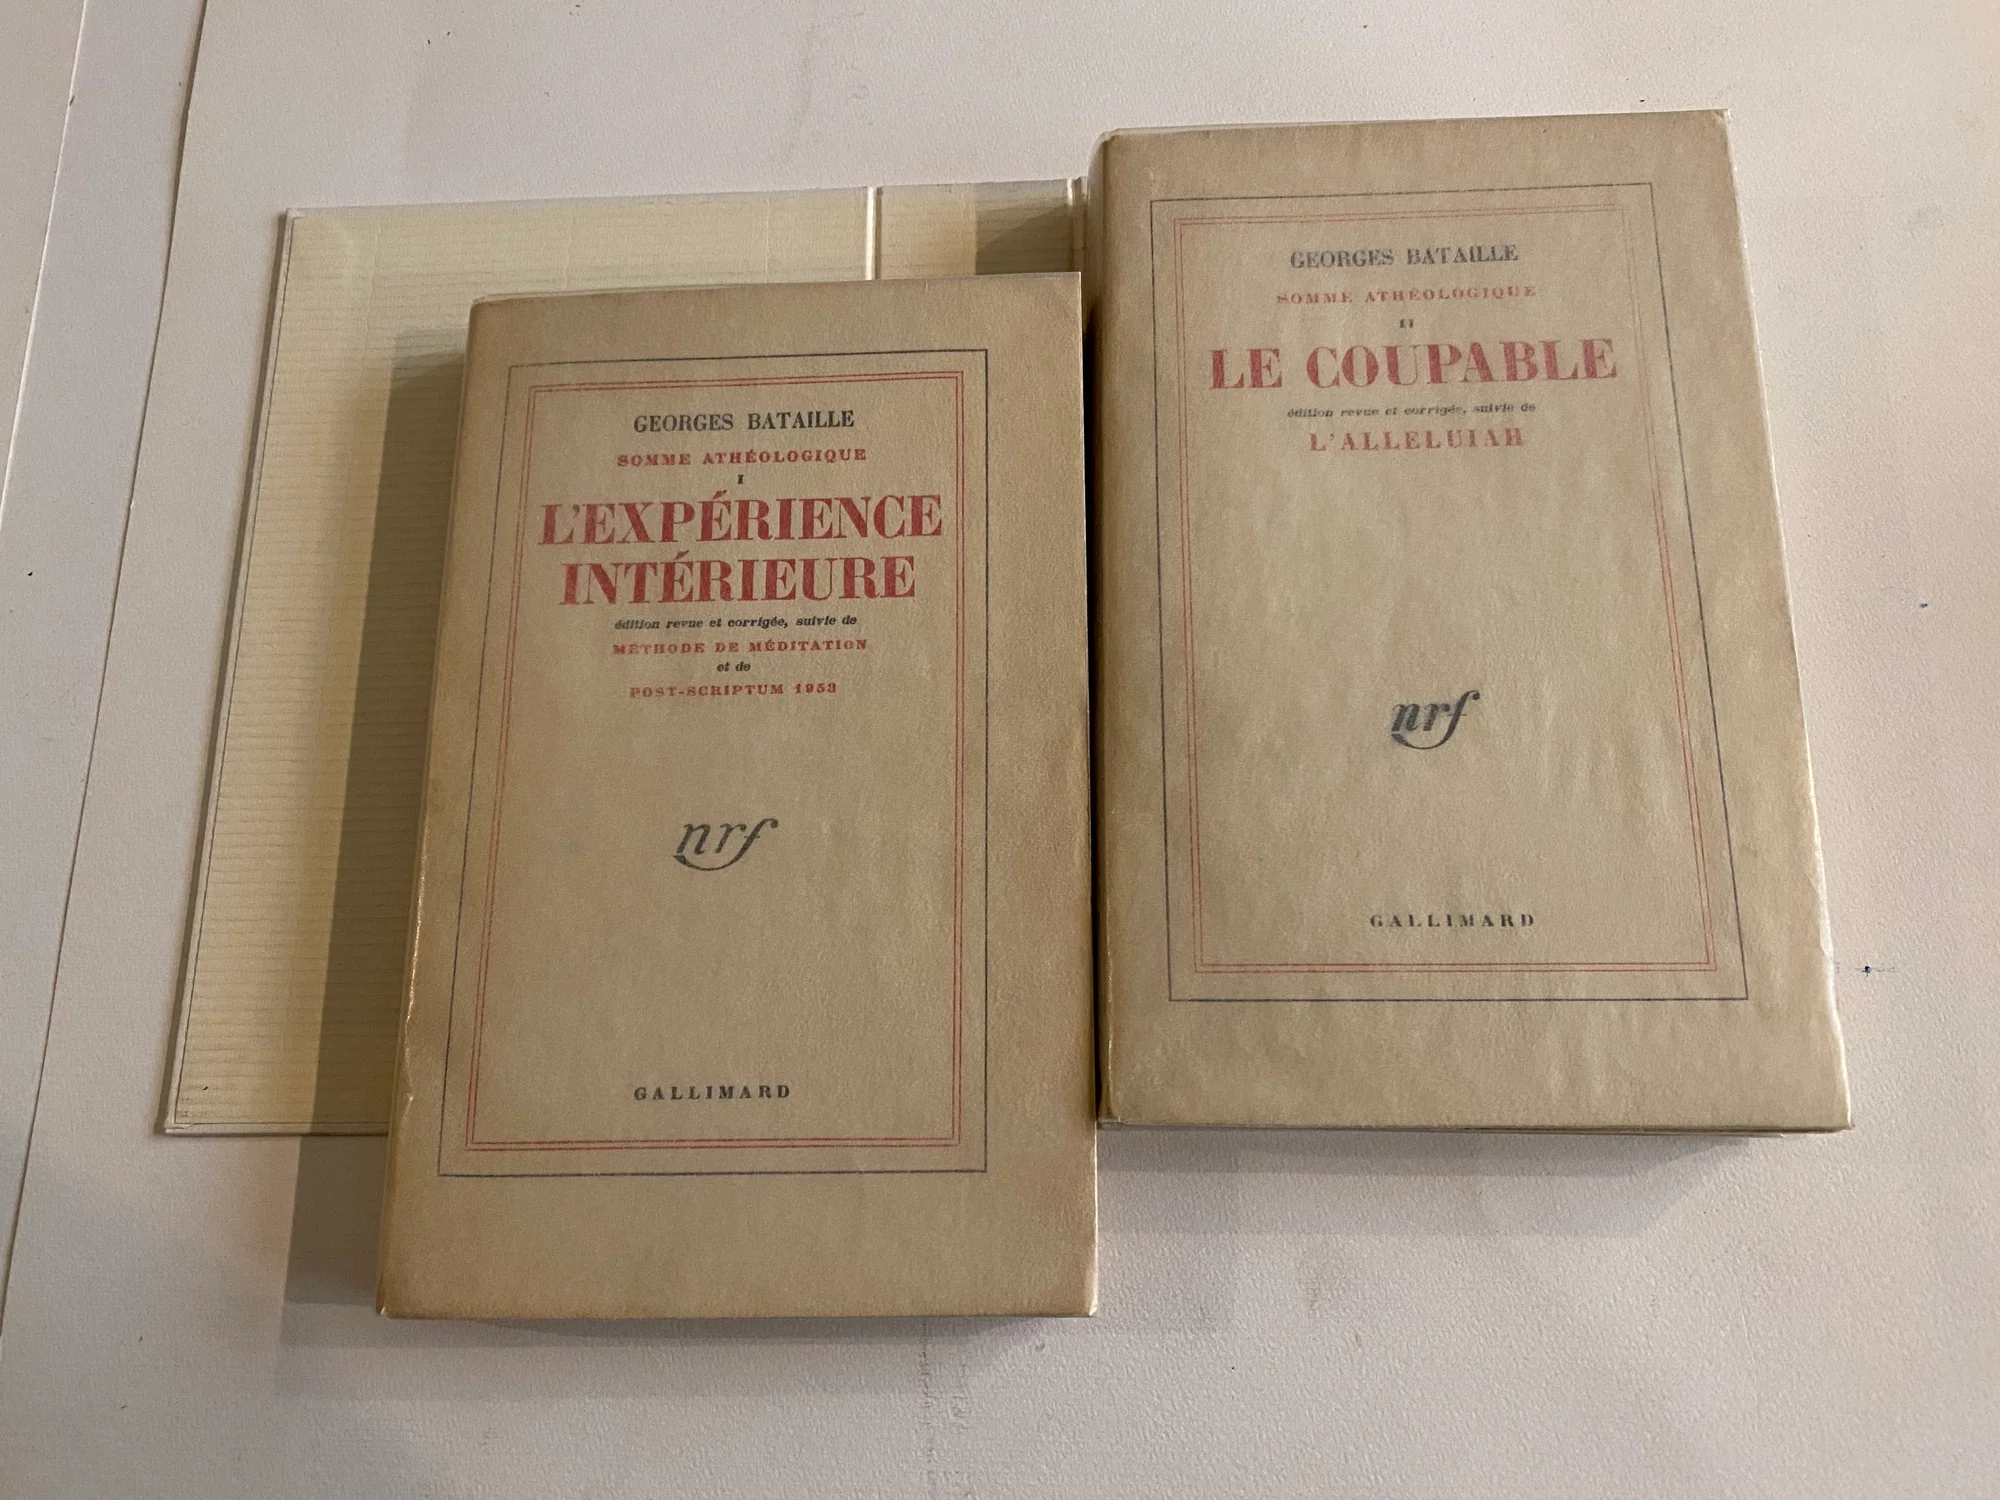 GEORGES BATAILLE
SOMME ATHÉOLOGIQUE
I
L'EXPÉRIENCE
INTÉRIEURE
édition revue et corrigée, suivie de
MÉTHODE DE MÉDITATION
et de
POST-SCRIPTUM 1953
nrf
GALLIMARD
GEORGES BATAILLE
SOMME ATHÉOLOGIQUE
II
LE COUPABLE
édition revue et corrigée, suivie de
L'ALLELUIAH
nrf
GALLIMARD